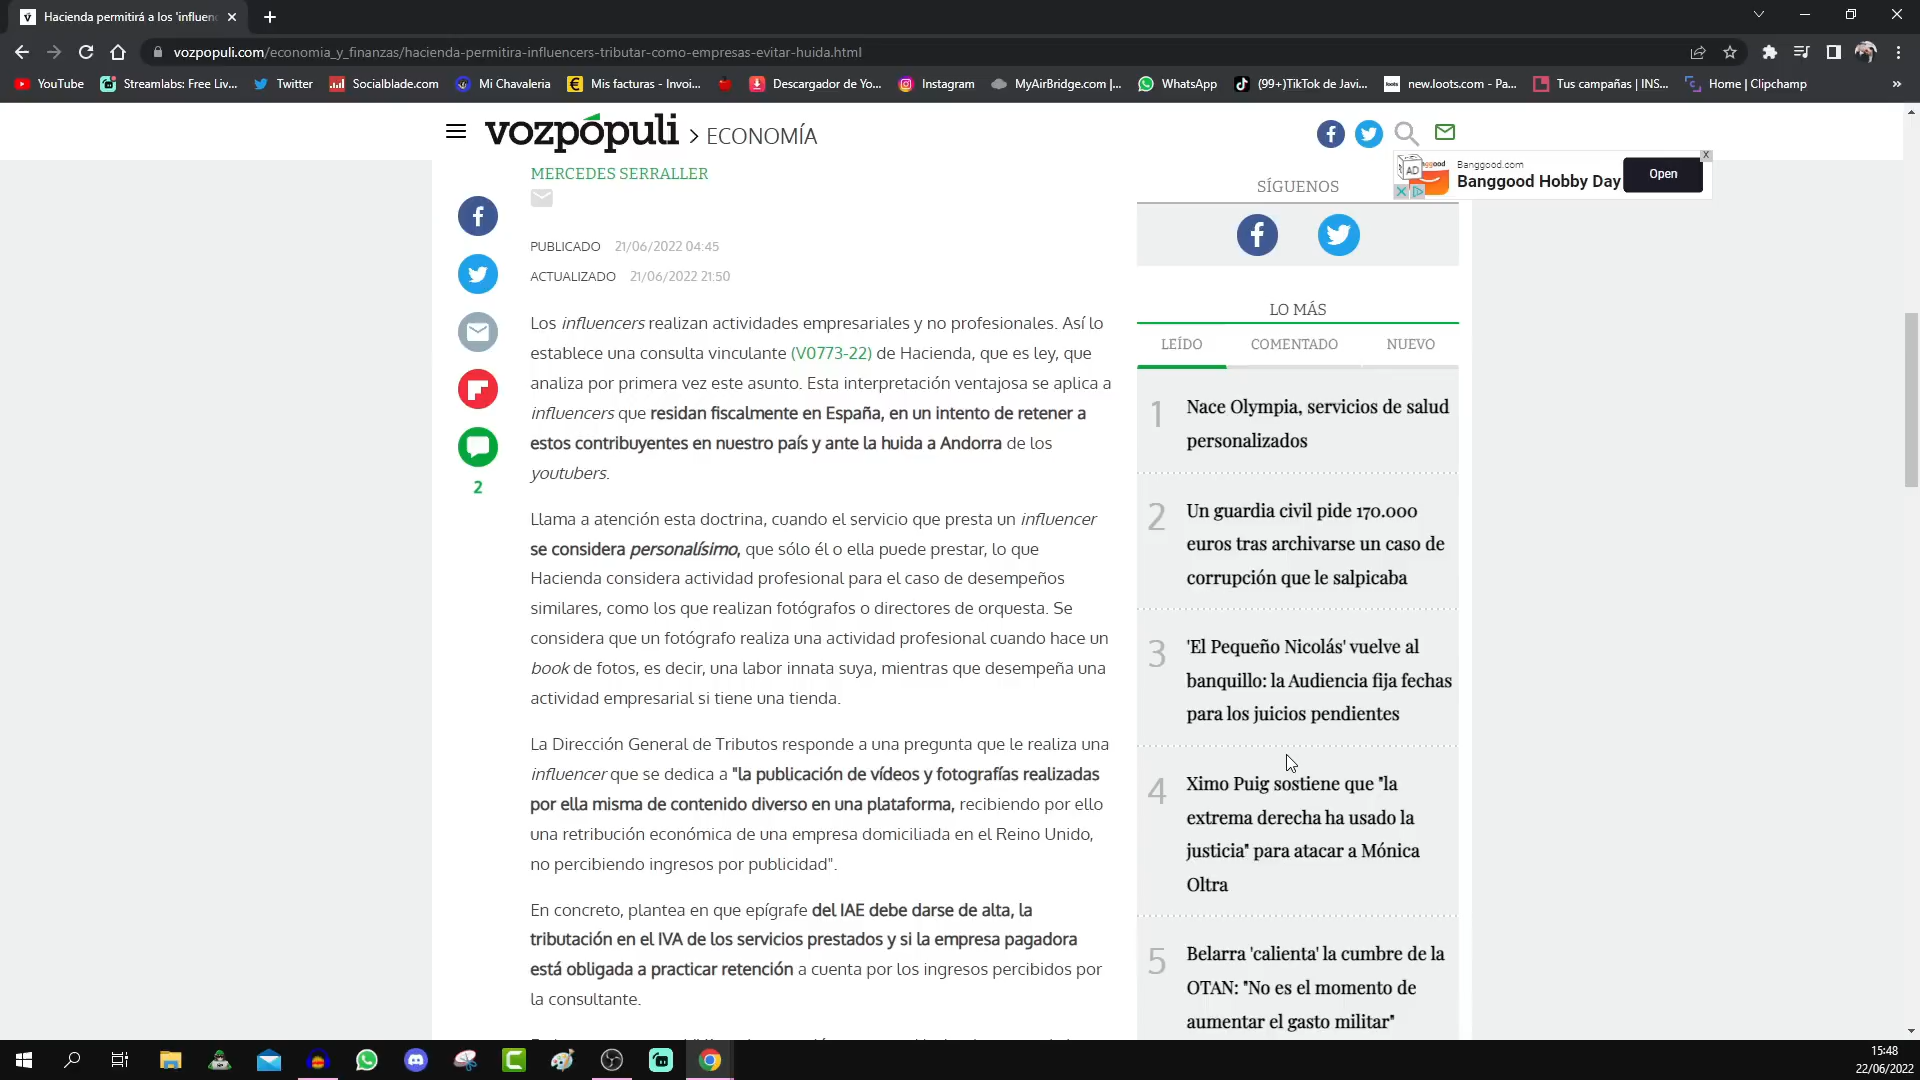 Hacienda permitirá a los 'influen
vozpopuli.com/economia_y_finanzas/hacienda-permitira-influencers-tributar-como-empresas-evitar-huida.html
YouTube
Streamlabs: Free Liv...
Twitter
Socialblade.com
Mi Chavaleria
Mis facturas - Invoi...
Descargador de Yo...
Instagram
MyAirBridge.com |...
WhatsApp
(99+)TikTok de Javi...
new.loots.com - Pa...
Tus campañas | INS...
Home | Clipchamp
»
vozpópuli > ECONOMÍA
MERCEDES SERRALLER
PUBLICADO 21/06/2022 04:45
ACTUALIZADO 21/06/2022 21:50
2
Los influencers realizan actividades empresariales y no profesionales. Así lo
establece una consulta vinculante (V0773-22) de Hacienda, que es ley, que
analiza por primera vez este asunto. Esta interpretación ventajosa se aplica a
influencers que residan fiscalmente en España, en un intento de retener a
estos contribuyentes en nuestro país y ante la huida a Andorra de los
youtubers.
Llama a atención esta doctrina, cuando el servicio que presta un influencer
se considera personalísimo, que sólo él o ella puede prestar, lo que
Hacienda considera actividad profesional para el caso de desempeños
similares, como los que realizan fotógrafos o directores de orquesta. Se
considera que un fotógrafo realiza una actividad profesional cuando hace un
book de fotos, es decir, una labor innata suya, mientras que desempeña una
actividad empresarial si tiene una tienda.
La Dirección General de Tributos responde a una pregunta que le realiza una
influencer que se dedica a "la publicación de vídeos y fotografías realizadas
por ella misma de contenido diverso en una plataforma, recibiendo por ello
una retribución económica de una empresa domiciliada en el Reino Unido,
no percibiendo ingresos por publicidad".
En concreto, plantea en que epígrafe del IAE debe darse de alta, la
tributación en el IVA de los servicios prestados y si la empresa pagadora
está obligada a practicar retención a cuenta por los ingresos percibidos por
la consultante.
AD
Banggood.com
Banggood Hobby Day
Open
X
SÍGUENOS
LO MÁS
LEÍDO COMENTADO NUEVO
1 Nace Olympia, servicios de salud
personalizados
2 Un guardia civil pide 170.000
euros tras archivarse un caso de
corrupción que le salpicaba
3 'El Pequeño Nicolás' vuelve al
banquillo: la Audiencia fija fechas
para los juicios pendientes
4 Ximo Puig sostiene que "la
extrema derecha ha usado la
justicia" para atacar a Mónica
Oltra
5 Belarra 'calienta' la cumbre de la
OTAN: "No es el momento de
aumentar el gasto militar"
15:48
22/06/2022